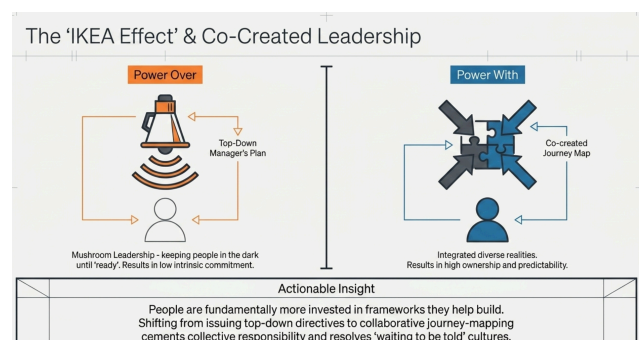 The 'IKEA Effect' & Co-Created Leadership
Power Over
Top-Down
Manager's Plan
Mushroom Leadership - keeping people in the dark
until 'ready'. Results in low intrinsic commitment.
Power With
Co-created
Journey Map
Integrated diverse realities.
Results in high ownership and predictability.
Actionable Insight
People are fundamentally more invested in frameworks they help build.
Shifting from issuing top-down directives to collaborative journey-mapping
cements collective responsibility and resolves 'waiting to be told' cultures.